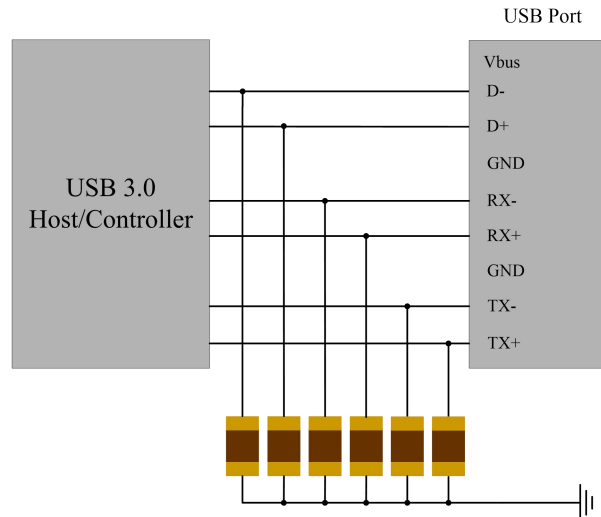 USB Port
USB 3.0
Host/Controller
Vbus
D-
D+
GND
RX-
RX+
GND
TX-
TX+